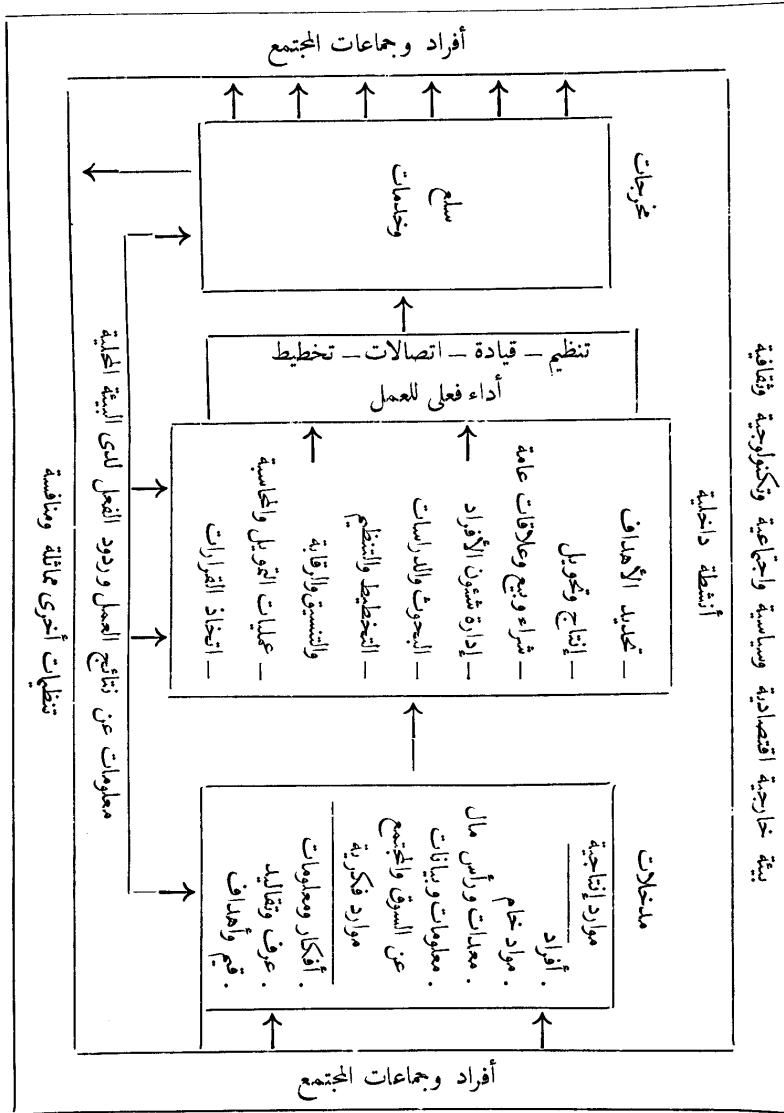 بيئة خارجية اقتصادية وسياسية واجتماعية وتكنولوجية وثقافية
أفراد وجماعات المجتمع
مدخلات
موارد إنتاجية
. أفراد
. مواد خام
. معدات ورأس مال
. معلومات وبيانات
عن السوق والمجتمع
موارد فكرية
. أفكار ومعلومات
. عرف وتقاليد
. قيم وأهداف
أنشطة داخلية
— تحديد الأهداف
— إنتاج وتحويل
— شراء وبيع وعلاقات عامة
— إدارة شئون الأفراد
— البحوث والدراسات
— التخطيط والتنظيم
والتنسيق والرقابة
— عمليات التمويل والمحاسبة
— اتخاذ القرارات
تنظيم — قيادة — اتصالات — تخطيط
أداء فعلى للعمل
مخرجات
سلع
وخدمات
أفراد وجماعات المجتمع
معلومات عن نتائج العمل وردود الفعل لدى البيئة المحلية
تنظيمات أخرى مماثلة ومنافسة